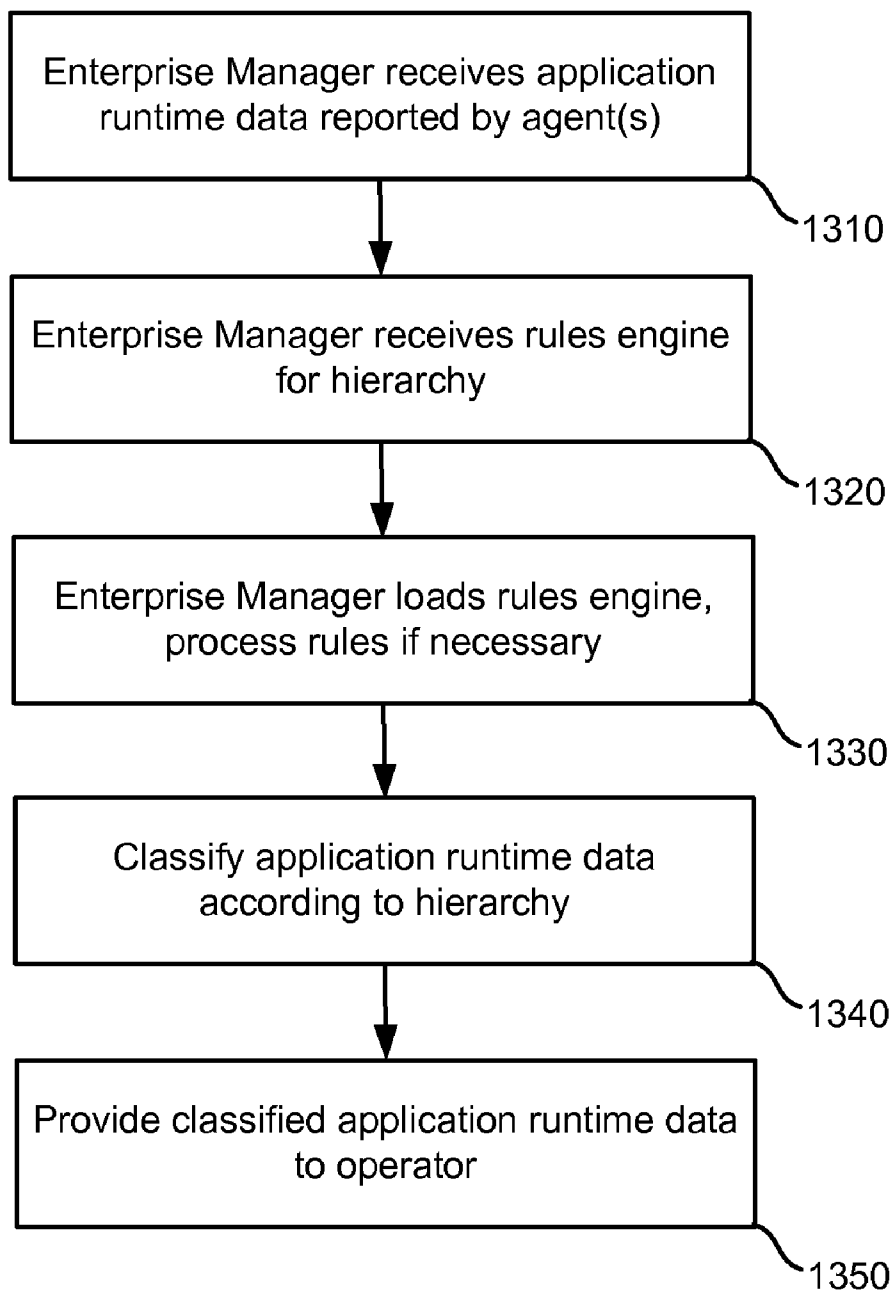 Enterprise Manager receives application
runtime data reported by agent(s)
1310
Enterprise Manager receives rules engine
for hierarchy
1320
Enterprise Manager loads rules engine,
process rules if necessary
1330
Classify application runtime data
according to hierarchy
1340
Provide classified application runtime data
to operator
1350